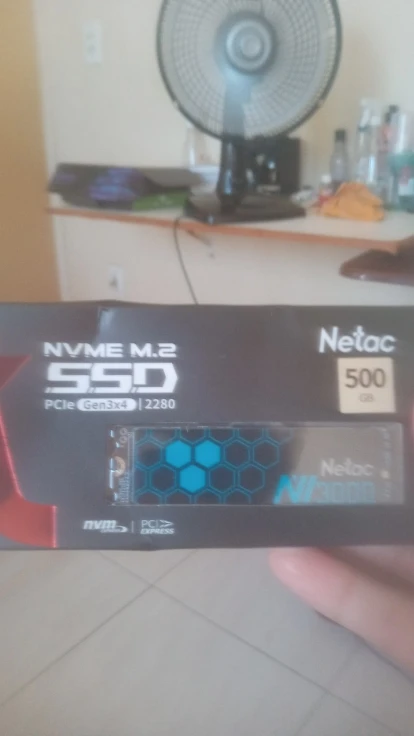 NVME M.2
SSD
PCIe Gen3x4 | 2280
Netac
500
GB
Netac
NV3000
nvm
EXPRESS
PCI
EXPRESS